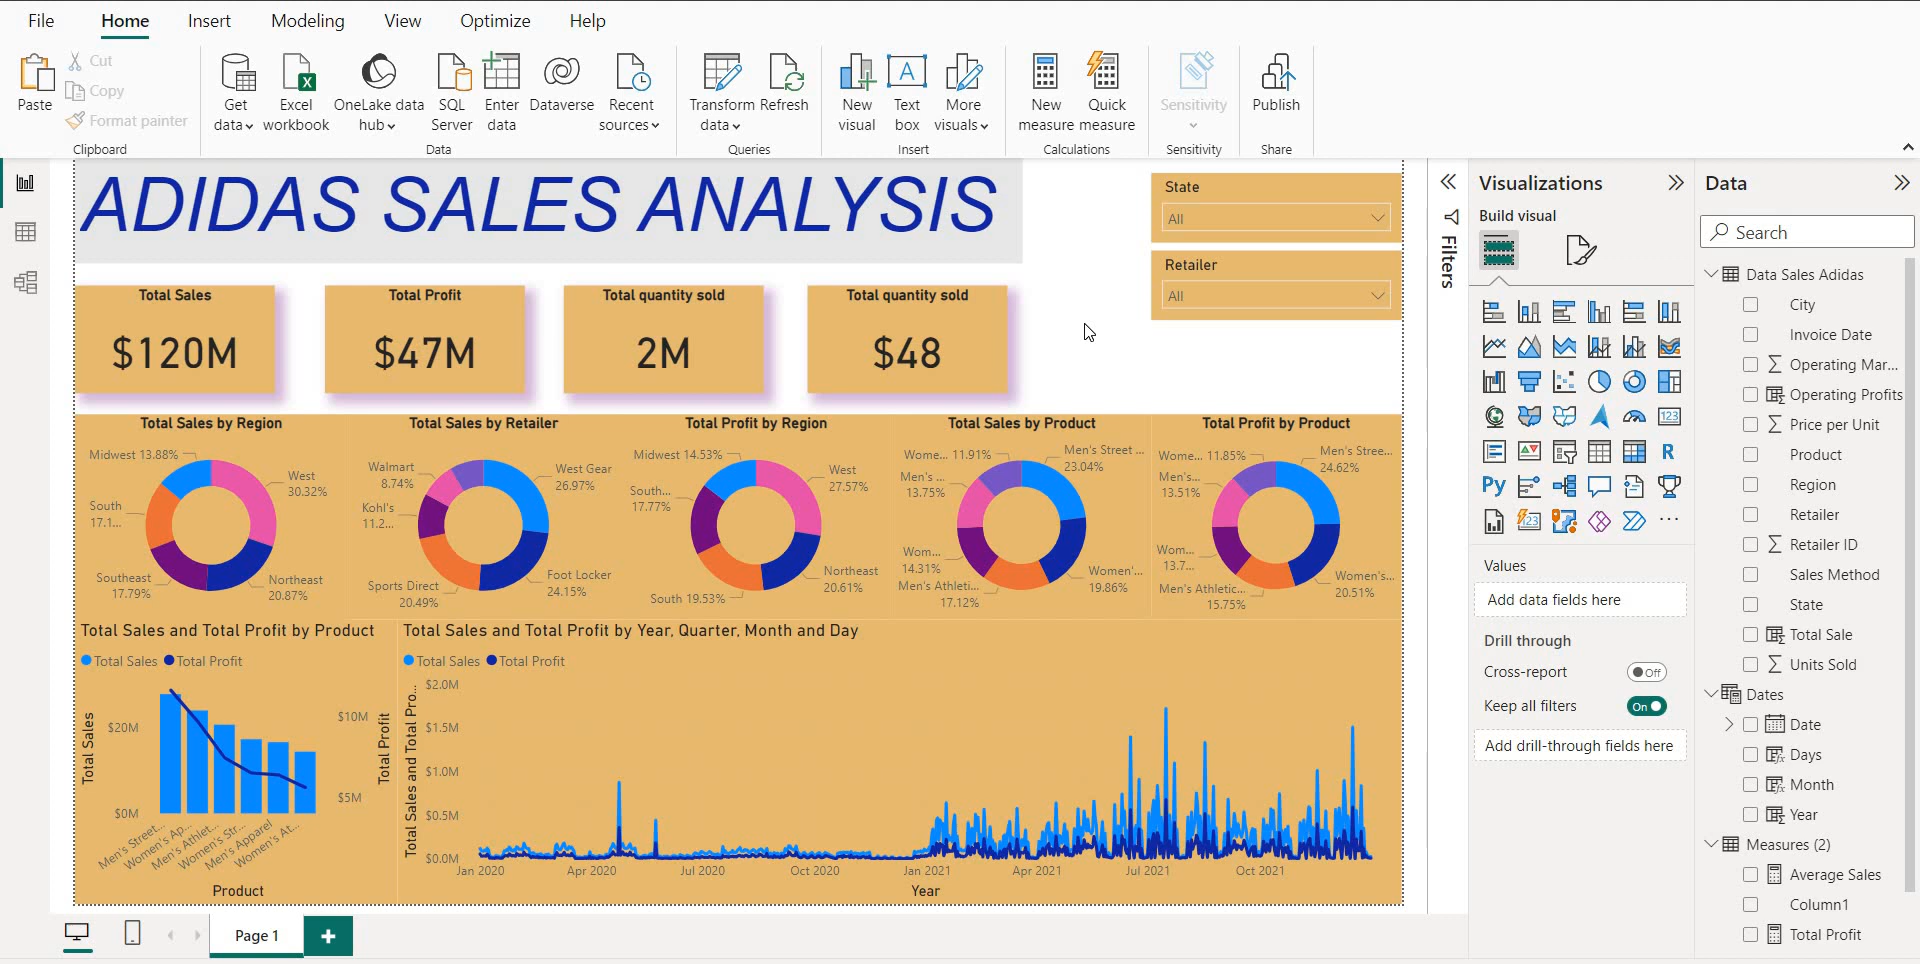 File Home Insert Modeling View Optimize Help
Paste
Cut
Copy
Format painter
Clipboard
Get data
Excel workbook
OneLake data hub
SQL Server
Enter data
Dataverse
Recent sources
Data
Transform data
Refresh
Queries
New visual
Text box
More visuals
Insert
New measure
Quick measure
Calculations
Sensitivity
Sensitivity
Publish
Share
ADIDAS SALES ANALYSIS
State
All
Retailer
All
Total Sales
$120M
Total Profit
$47M
Total quantity sold
2M
Total quantity sold
$48
Total Sales by Region
Midwest 13.88%
West
30.32%
South
17.1...
Southeast
17.79%
Northeast
20.87%
Total Sales by Retailer
Walmart
8.74%
West Gear
26.97%
Kohl's
11.2...
Sports Direct
20.49%
Foot Locker
24.15%
Total Profit by Region
Midwest 14.53%
West
27.57%
South...
17.77%
Northeast
20.61%
South 19.53%
Total Sales by Product
Wome... 11.91%
Men's Street ...
23.04%
Men's ...
13.75%
Wom...
14.31%
Men's Athleti...
17.12%
Women'...
19.86%
Total Profit by Product
Wome... 11.85%
Men's Stree...
24.62%
Men's...
13.51%
Wom...
13.7...
Men's Athletic...
15.75%
Women's...
20.51%
Total Sales and Total Profit by Product
Total Sales Total Profit
Total Sales
$20M
$0M
$10M
$5M
Total Profit
Men's Street...
Women's Ap...
Men's Athlet...
Women's Str...
Men's Apparel
Women's At...
Product
Total Sales and Total Profit by Year, Quarter, Month and Day
Total Sales Total Profit
Total Sales and Total Pro...
$2.0M
$1.5M
$1.0M
$0.5M
$0.0M
Jan 2020 Apr 2020 Jul 2020 Oct 2020 Jan 2021 Apr 2021 Jul 2021 Oct 2021
Year
Page 1
Filters
Visualizations
Build visual
123
R
Py
123
Values
Add data fields here
Drill through
Cross-report
Off
Keep all filters
On
Add drill-through fields here
Data
Search
Data Sales Adidas
City
Invoice Date
Operating Mar...
Operating Profits
Price per Unit
Product
Region
Retailer
Retailer ID
Sales Method
State
Total Sale
Units Sold
Dates
Date
Days
Month
Year
Measures (2)
Average Sales
Column1
Total Profit